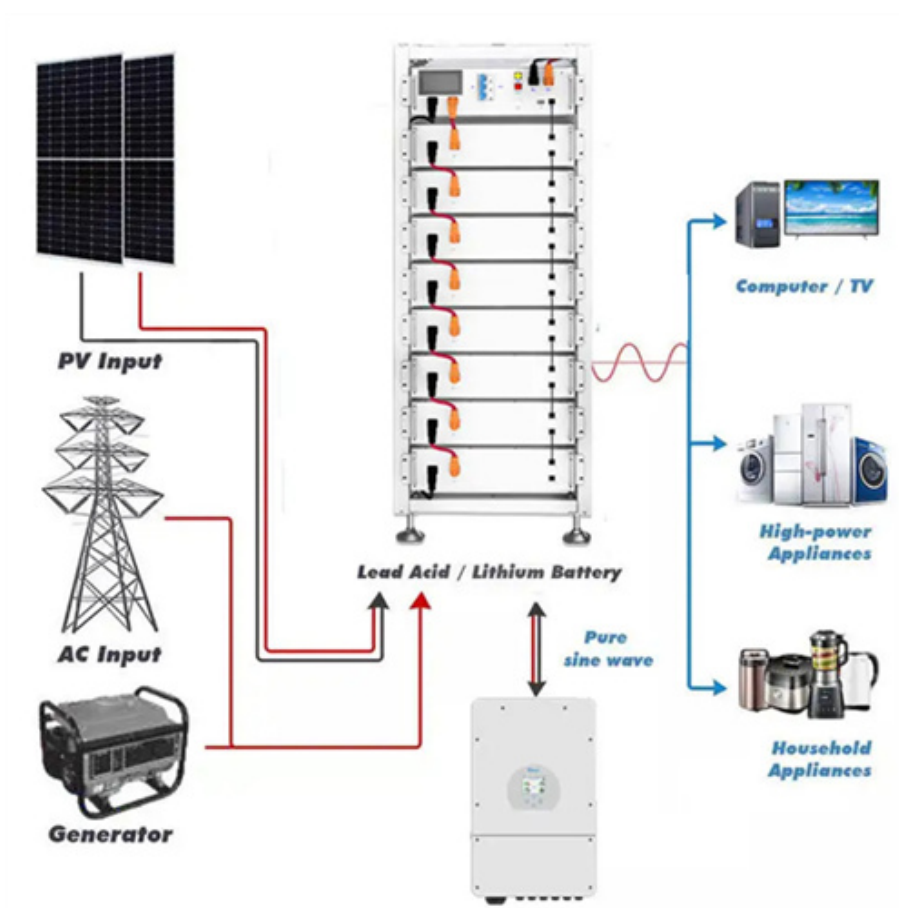 PV Input
AC Input
Generator
Lead Acid / Lithium Battery
Pure
sine wave
Computer / TV
High-power
Appliances
Household
Appliances